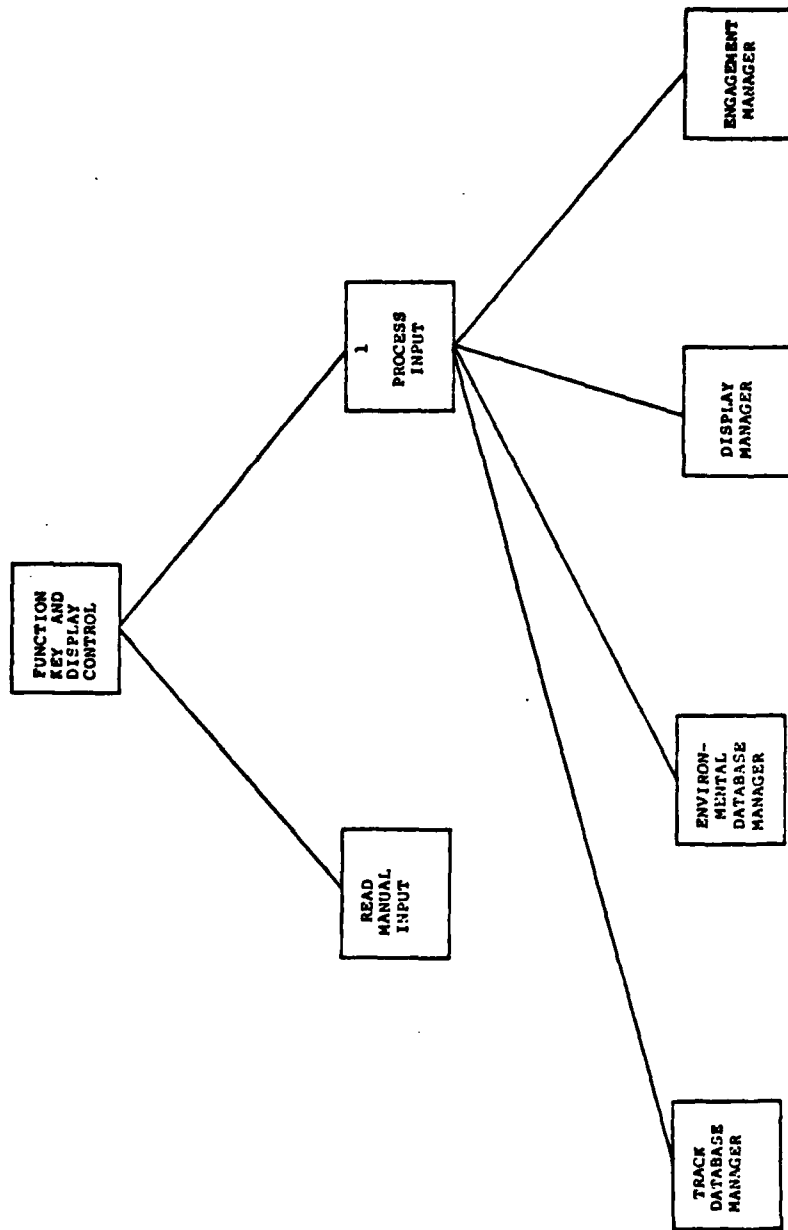 FUNCTION
KEY AND
DISPLAY
CONTROL
READ
MANUAL
INPUT
1
PROCESS
INPUT
TRACK
DATABASE
MANAGER
ENVIRON-
MENTAL
DATABASE
MANAGER
DISPLAY
MANAGER
ENGAGEMENT
MANAGER